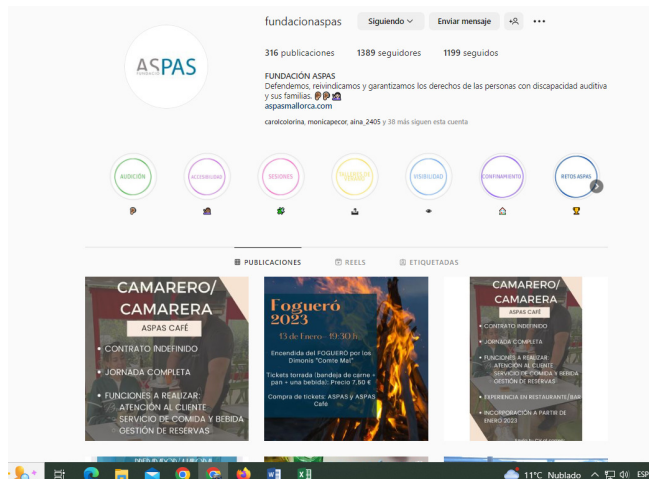 fundacionaspas Siguiendo Enviar mensaje
316 publicaciones 1389 seguidores 1199 seguidos
FUNDACIÓN ASPAS
Defendemos, reivindicamos y garantizamos los derechos de las personas con discapacidad auditiva
y sus familias.
aspasmallorca.com
carolcolorina, monicapecor, aina_2405 y 38 más siguen esta cuenta
FUNDACIÓ
ASPAS
AUDICIÓN
ACCESIBILIDAD
SESIONES
VISIBILIDAD
CONFINAMIENTO
RETOS ASPAS
PUBLICACIONES REELS ETIQUETADAS
CAMARERO/
CAMARERA
ASPAS CAFÉ
• CONTRATO INDEFINIDO
• JORNADA COMPLETA
• FUNCIONES A REALIZAR:
ATENCIÓN AL CLIENTE
SERVICIO DE COMIDA Y BEBIDA
GESTIÓN DE RESERVAS
Fogueró
2023
13 de Enero - 19:30 h
Encendida del FOGUERÓ por los
Dimonis "Comte Mal"
Tickets torrada (bandeja de carne +
pan + una bebida): Precio 7,50 €
Compra de tickets: ASPAS y ASPAS
Café
CAMARERO/
CAMARERA
ASPAS CAFÉ
• CONTRATO INDEFINIDO
• JORNADA COMPLETA
• FUNCIONES A REALIZAR:
ATENCIÓN AL CLIENTE
SERVICIO DE COMIDA Y BEBIDA
GESTIÓN DE RESERVAS
• EXPERIENCIA EN RESTAURANTE/BAR
• INCORPORACIÓN A PARTIR DE
ENERO 2023
11°C Nublado ESP